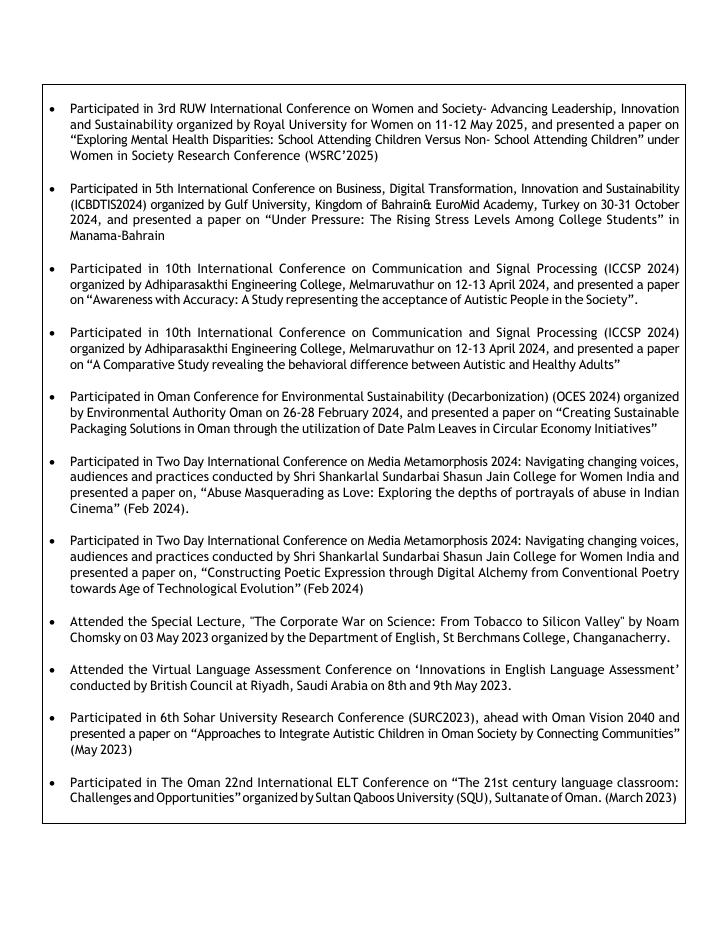 • Participated in 3rd RUW International Conference on Women and Society- Advancing Leadership, Innovation
and Sustainability organized by Royal University for Women on 11-12 May 2025, and presented a paper on
“Exploring Mental Health Disparities: School Attending Children Versus Non- School Attending Children” under
Women in Society Research Conference (WSRC’2025)
• Participated in 5th International Conference on Business, Digital Transformation, Innovation and Sustainability
(ICBDTIS2024) organized by Gulf University, Kingdom of Bahrain& EuroMid Academy, Turkey on 30-31 October
2024, and presented a paper on “Under Pressure: The Rising Stress Levels Among College Students” in
Manama-Bahrain
• Participated in 10th International Conference on Communication and Signal Processing (ICCSP 2024)
organized by Adhiparasakthi Engineering College, Melmaruvathur on 12-13 April 2024, and presented a paper
on “Awareness with Accuracy: A Study representing the acceptance of Autistic People in the Society”.
• Participated in 10th International Conference on Communication and Signal Processing (ICCSP 2024)
organized by Adhiparasakthi Engineering College, Melmaruvathur on 12-13 April 2024, and presented a paper
on “A Comparative Study revealing the behavioral difference between Autistic and Healthy Adults”
• Participated in Oman Conference for Environmental Sustainability (Decarbonization) (OCES 2024) organized
by Environmental Authority Oman on 26-28 February 2024, and presented a paper on “Creating Sustainable
Packaging Solutions in Oman through the utilization of Date Palm Leaves in Circular Economy Initiatives”
• Participated in Two Day International Conference on Media Metamorphosis 2024: Navigating changing voices,
audiences and practices conducted by Shri Shankarlal Sundarbai Shasun Jain College for Women India and
presented a paper on, “Abuse Masquerading as Love: Exploring the depths of portrayals of abuse in Indian
Cinema” (Feb 2024).
• Participated in Two Day International Conference on Media Metamorphosis 2024: Navigating changing voices,
audiences and practices conducted by Shri Shankarlal Sundarbai Shasun Jain College for Women India and
presented a paper on, “Constructing Poetic Expression through Digital Alchemy from Conventional Poetry
towards Age of Technological Evolution” (Feb 2024)
• Attended the Special Lecture, "The Corporate War on Science: From Tobacco to Silicon Valley" by Noam
Chomsky on 03 May 2023 organized by the Department of English, St Berchmans College, Changanacherry.
• Attended the Virtual Language Assessment Conference on ‘Innovations in English Language Assessment’
conducted by British Council at Riyadh, Saudi Arabia on 8th and 9th May 2023.
• Participated in 6th Sohar University Research Conference (SURC2023), ahead with Oman Vision 2040 and
presented a paper on “Approaches to Integrate Autistic Children in Oman Society by Connecting Communities”
(May 2023)
• Participated in The Oman 22nd International ELT Conference on “The 21st century language classroom:
Challenges and Opportunities” organized by Sultan Qaboos University (SQU), Sultanate of Oman. (March 2023)